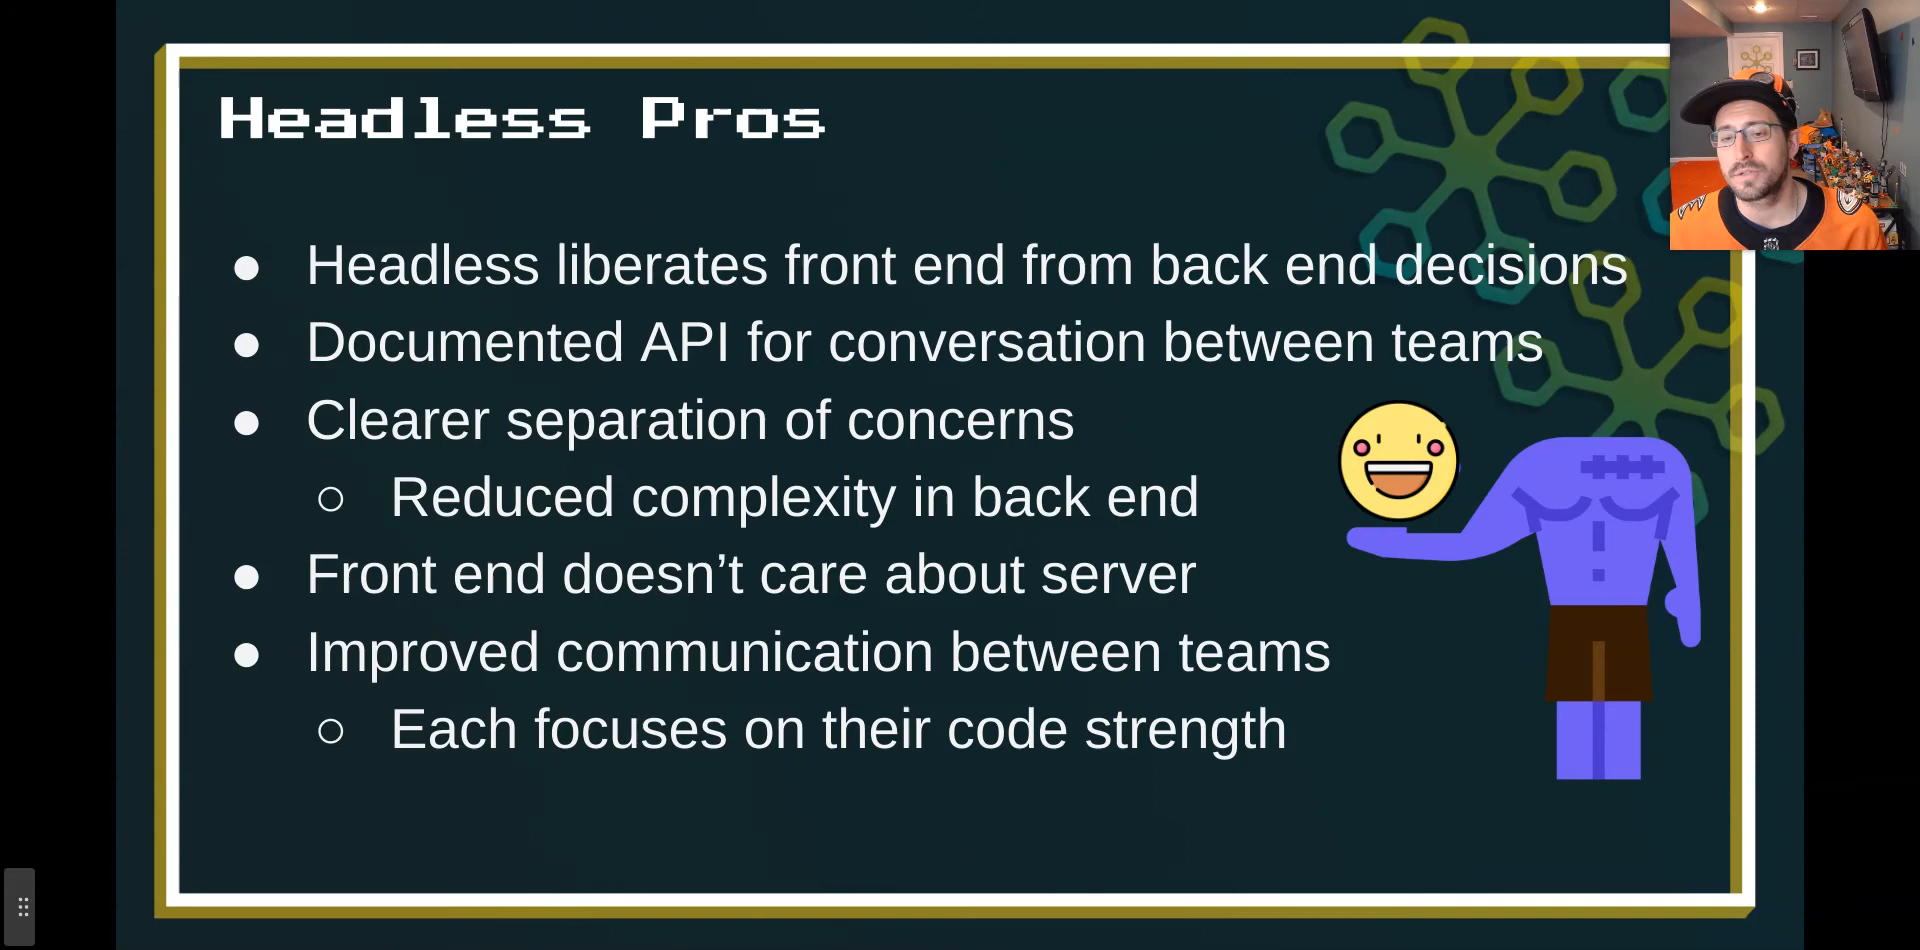 Headless Pros
● Headless liberates front end from back end decisions
● Documented API for conversation between teams
● Clearer separation of concerns
○ Reduced complexity in back end
● Front end doesn’t care about server
● Improved communication between teams
○ Each focuses on their code strength